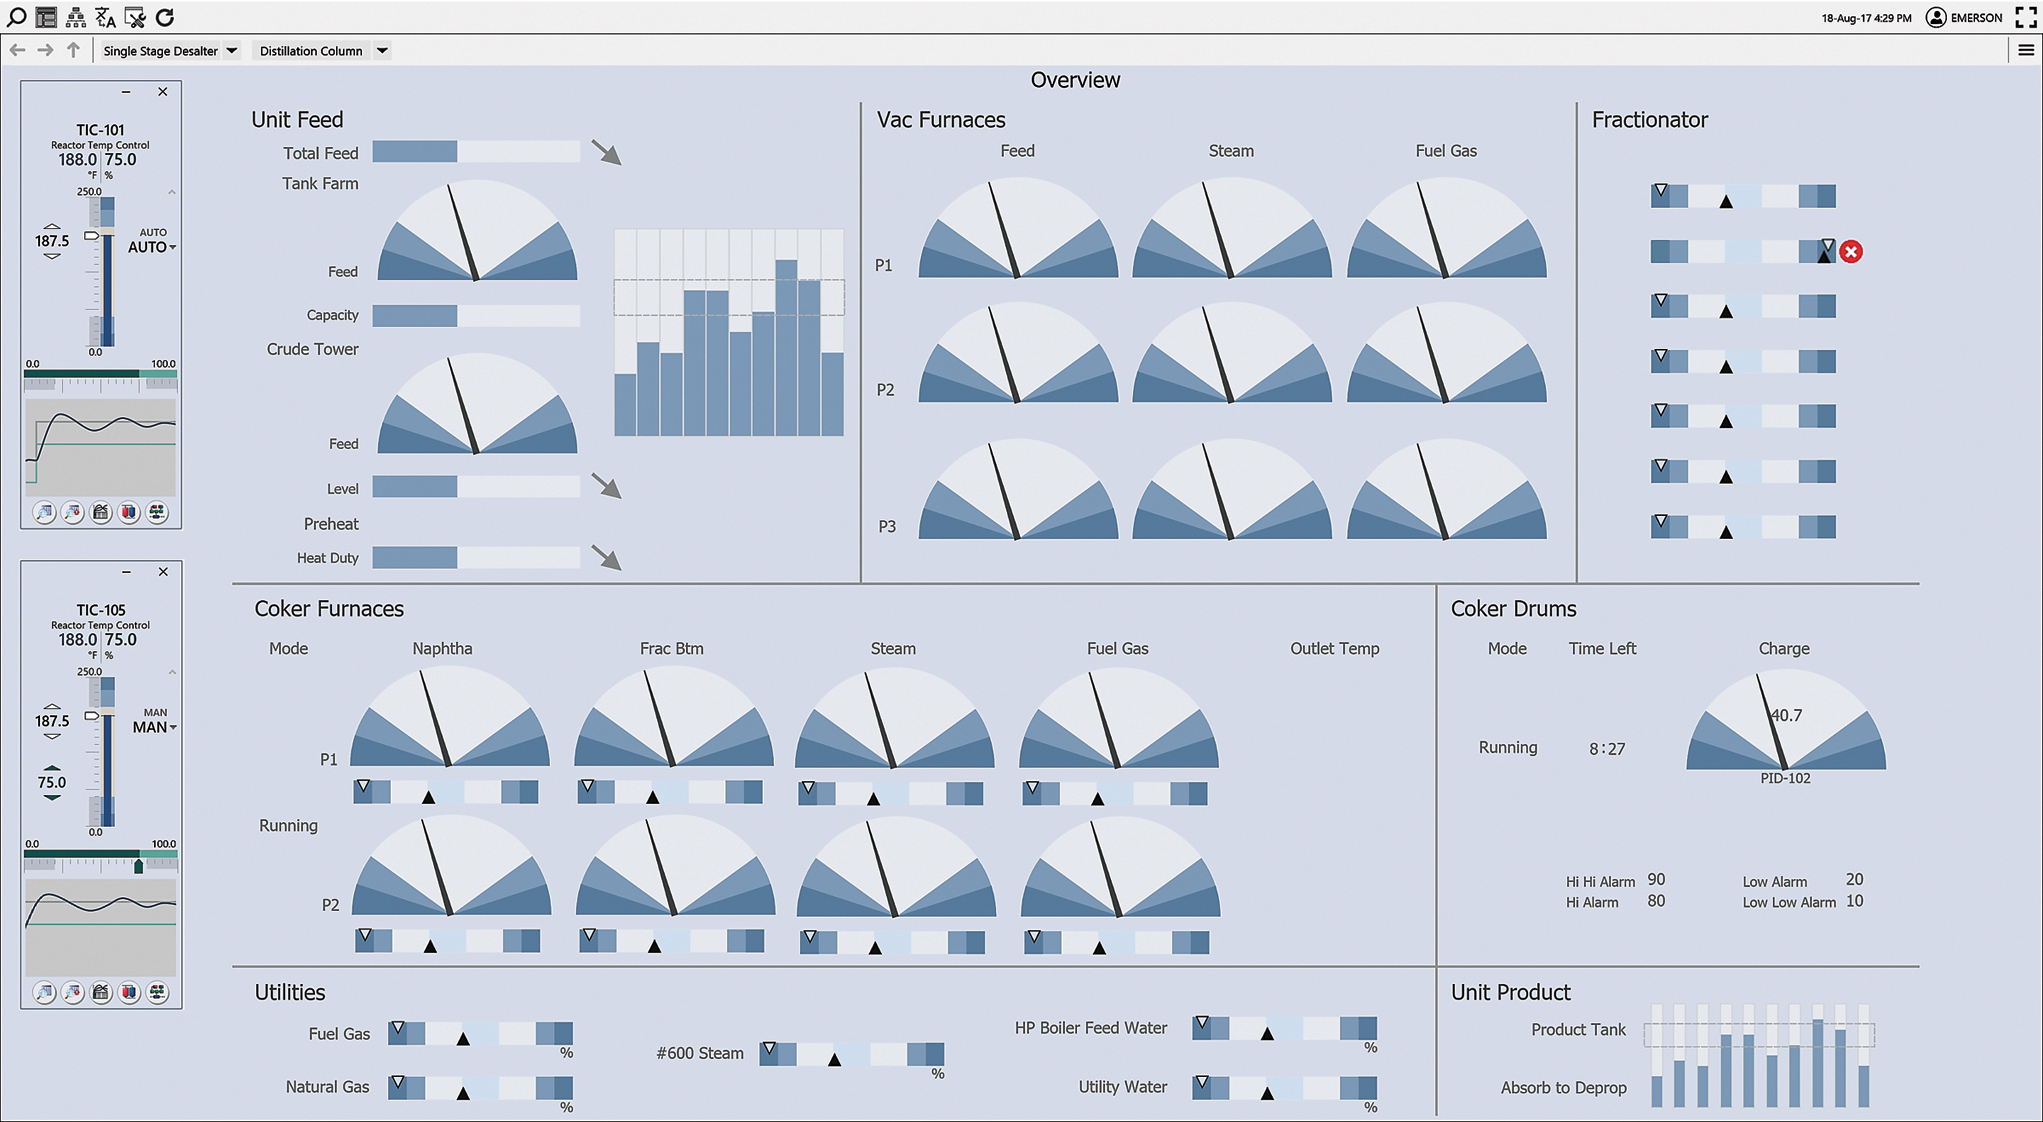 18-Aug-17 4:29 PM EMERSON
Single Stage Desalter Distillation Column
Overview
TIC-101
Reactor Temp Control
188.0 75.0
°F %
250.0
187.5
AUTO
AUTO
0.0
0.0 100.0
TIC-105
Reactor Temp Control
188.0 75.0
°F %
250.0
187.5
MAN
MAN
75.0
0.0
0.0 100.0
Unit Feed
Total Feed
Tank Farm
Feed
Capacity
Crude Tower
Feed
Level
Preheat
Heat Duty
Vac Furnaces
Feed Steam Fuel Gas
P1
P2
P3
Fractionator
Coker Furnaces
Mode Naphtha Frac Btm Steam Fuel Gas Outlet Temp
P1
Running
P2
Coker Drums
Mode Time Left Charge
40.7
Running 8:27
PID-102
Hi Hi Alarm 90 Low Alarm 20
Hi Alarm 80 Low Low Alarm 10
Utilities
Fuel Gas
%
Natural Gas
%
#600 Steam
%
HP Boiler Feed Water
%
Utility Water
%
Unit Product
Product Tank
Absorb to Deprop